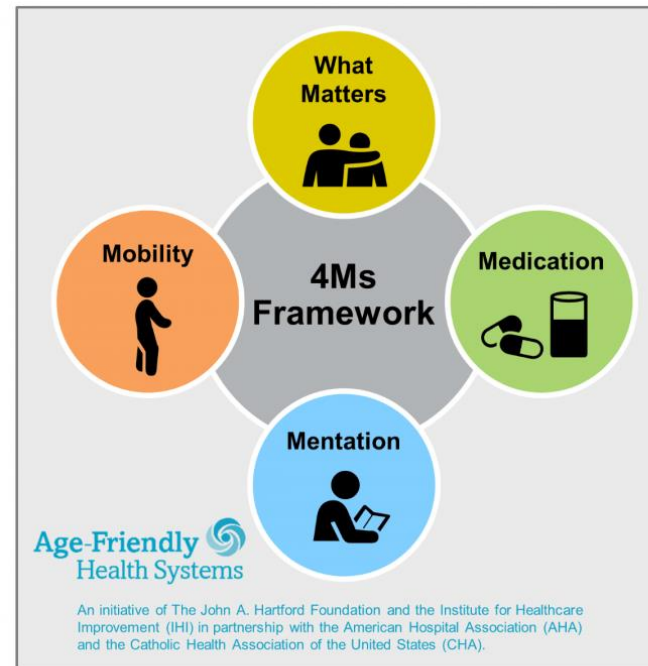 What
Matters
Mobility
4Ms
Framework
Medication
Mentation
Age-Friendly
Health Systems
An initiative of The John A. Hartford Foundation and the Institute for Healthcare
Improvement (IHI) in partnership with the American Hospital Association (AHA)
and the Catholic Health Association of the United States (CHA).